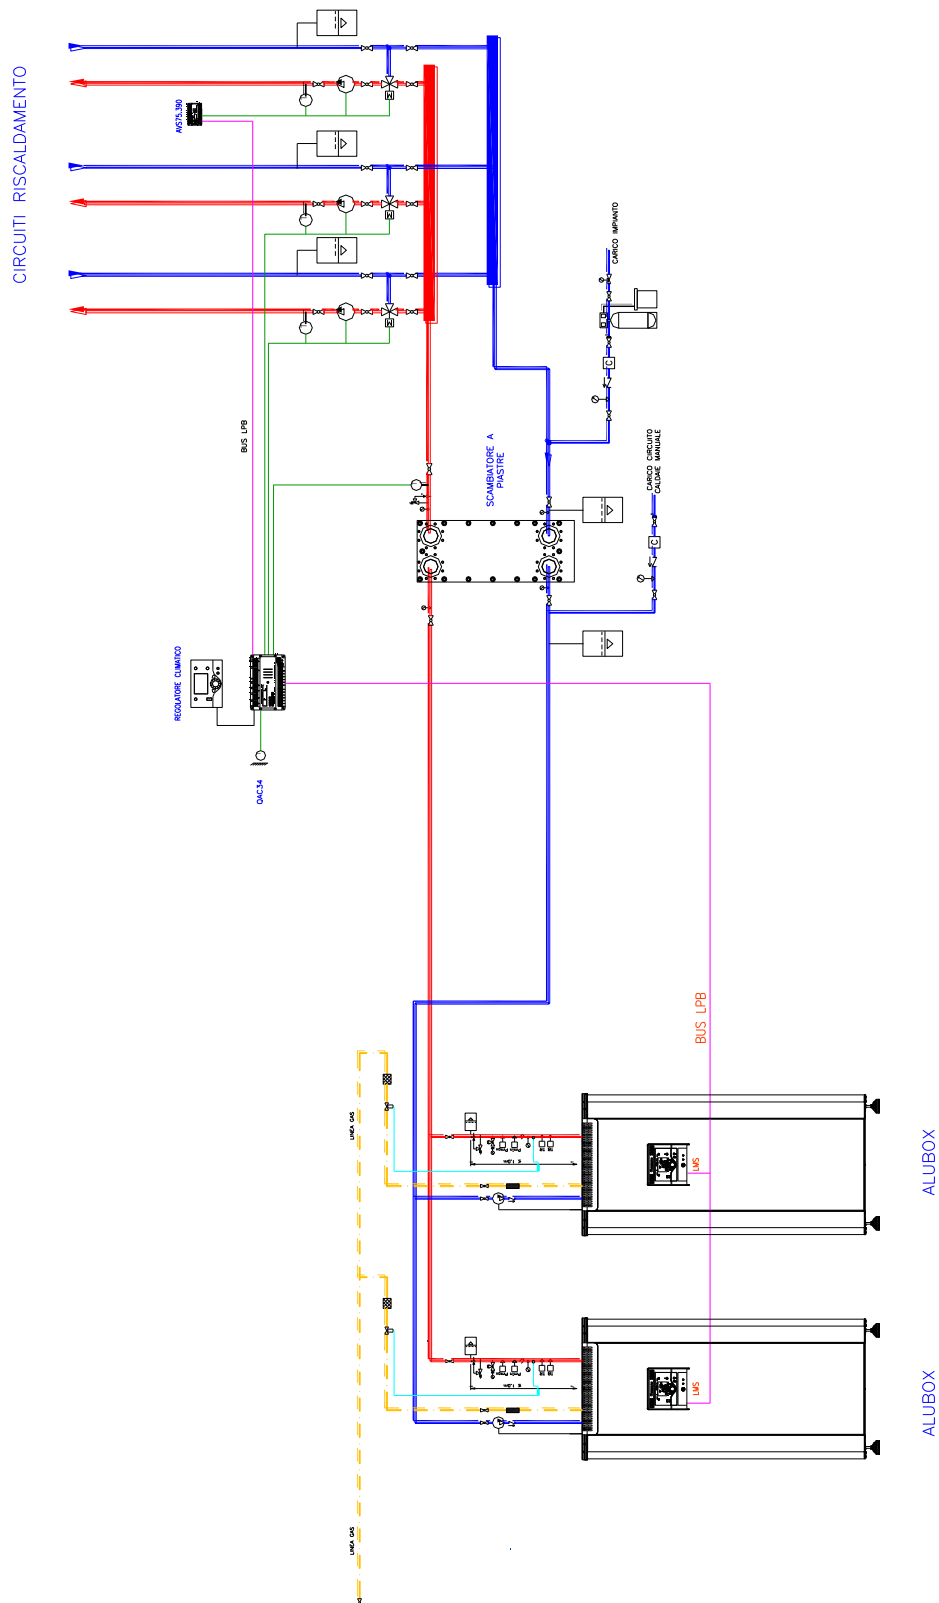 CIRCUITI RISCALDAMENTO
AVS75.390
BUS LPB
CARICO IMPIANTO
SCAMBIATORE A
PIASTRE
CARICO CIRCUITO
CALDAIE MANUALE
C
C
REGOLATORE CLIMATICO
QAC34
BUS LPB
LINEA GAS
LMS
ALUBOX
LMS
ALUBOX
LINEA GAS